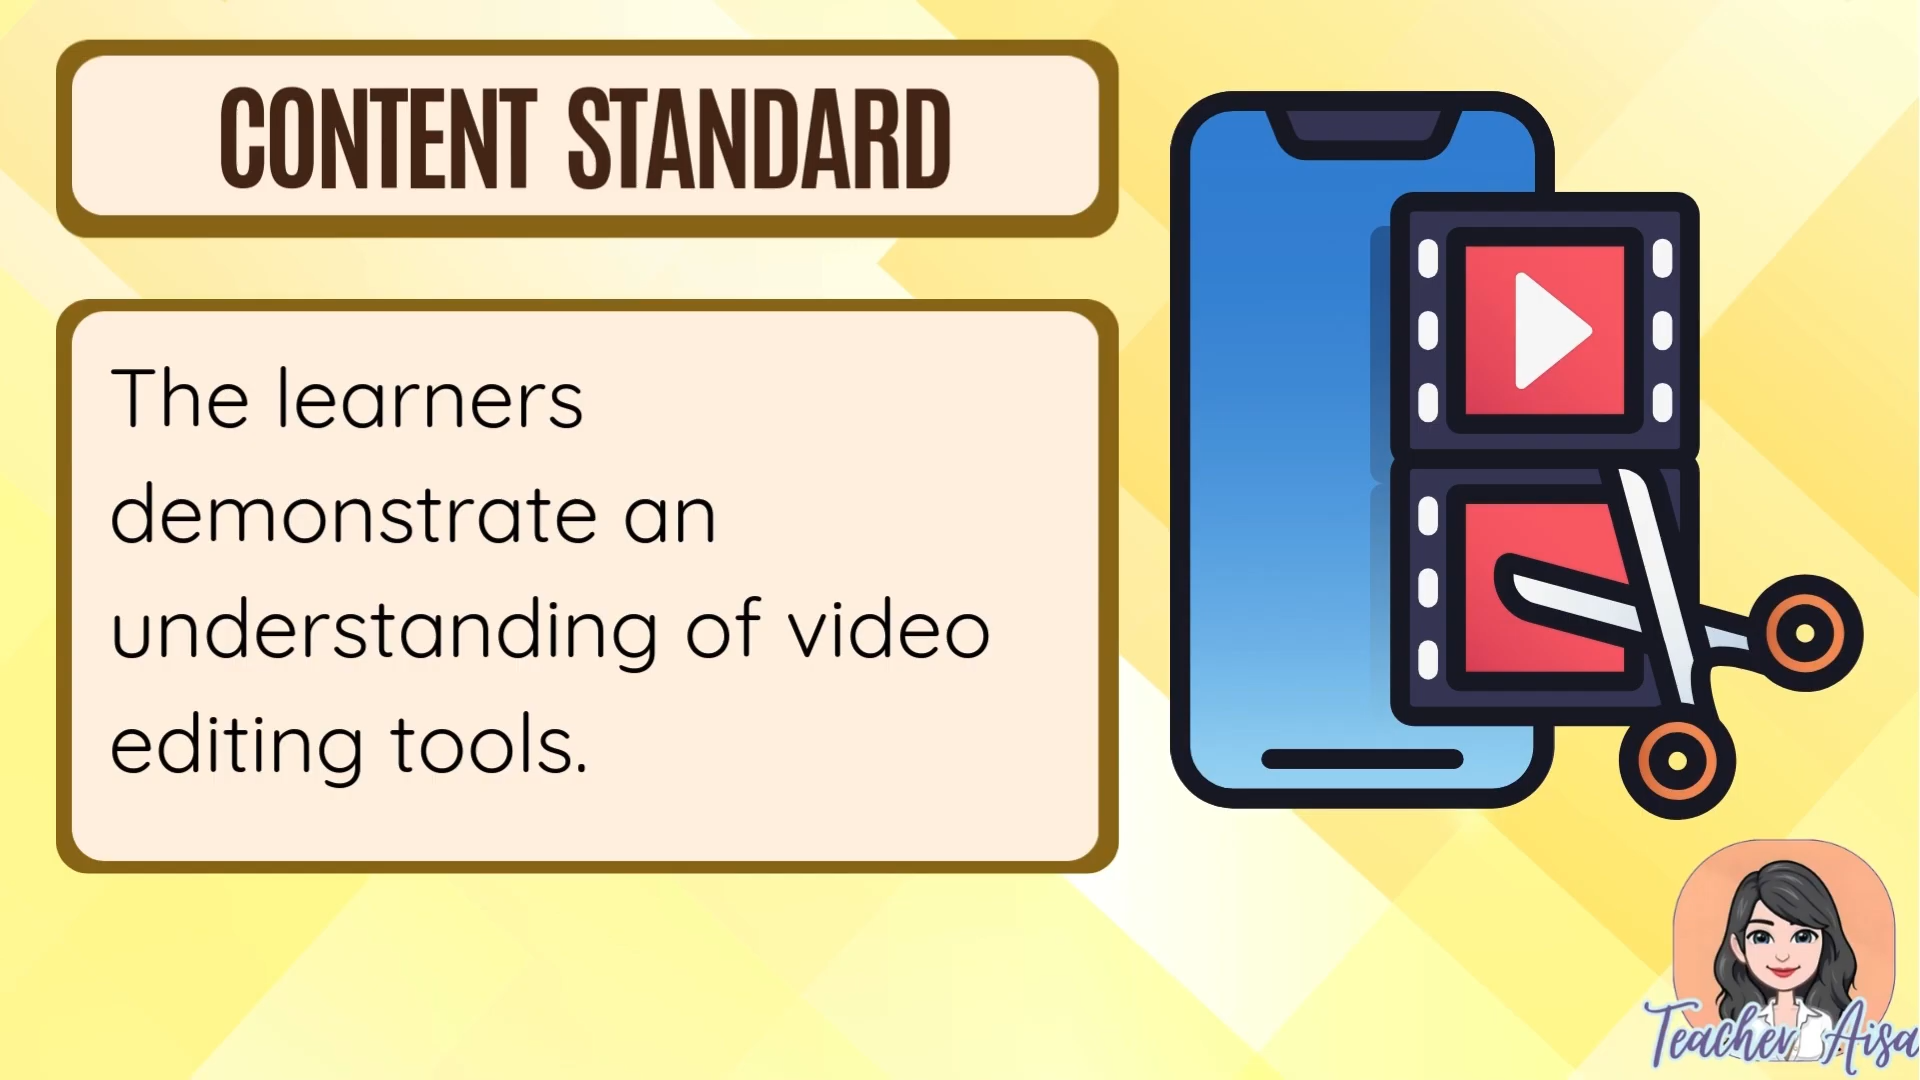 CONTENT STANDARD
The learners
demonstrate an
understanding of video
editing tools.
Teacher Aisa